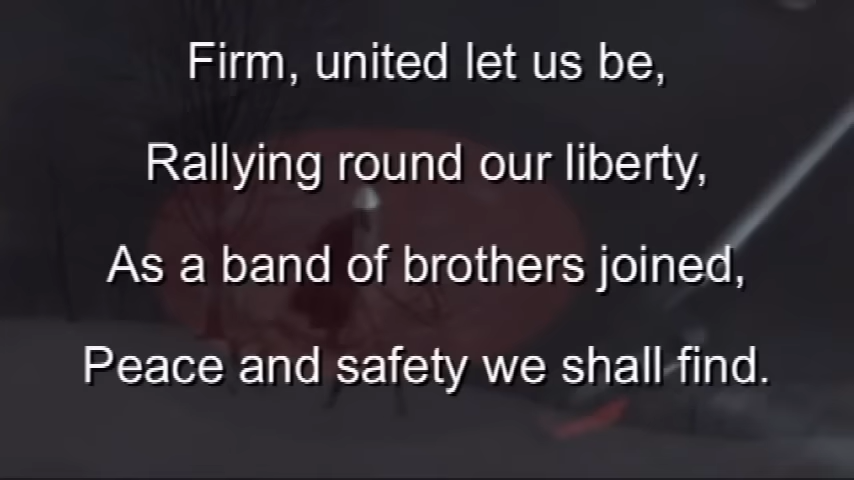 Firm, united let us be,
Rallying round our liberty,
As a band of brothers joined,
Peace and safety we shall find.